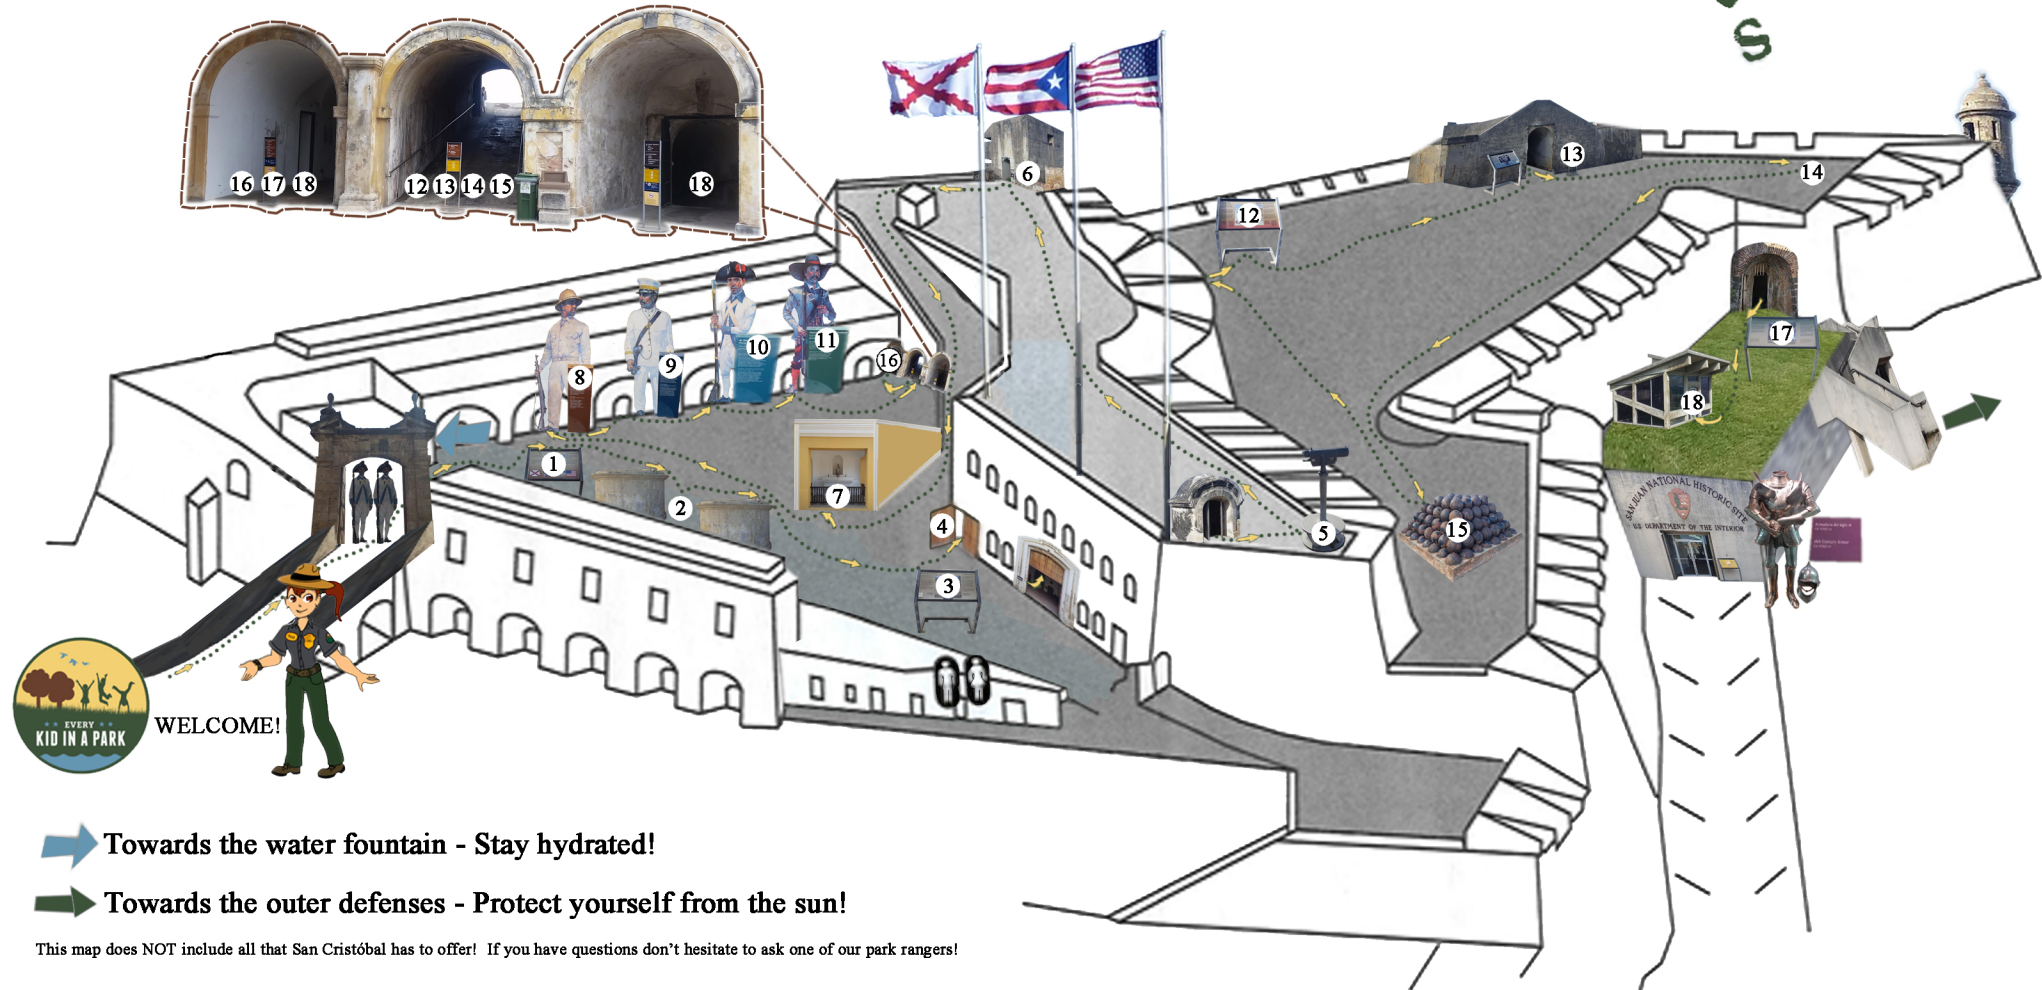 S
16 17 18
12 13 14 15
18
6
13
14
12
17
16
11
10
9
8
18
1
7
2
4
5
15
3
SAN JUAN NATIONAL HISTORIC SITE
U.S. DEPARTMENT OF THE INTERIOR
EVERY
KID IN A PARK
WELCOME!
Towards the water fountain - Stay hydrated!
Towards the outer defenses - Protect yourself from the sun!
This map does NOT include all that San Cristóbal has to offer! If you have questions don't hesitate to ask one of our park rangers!